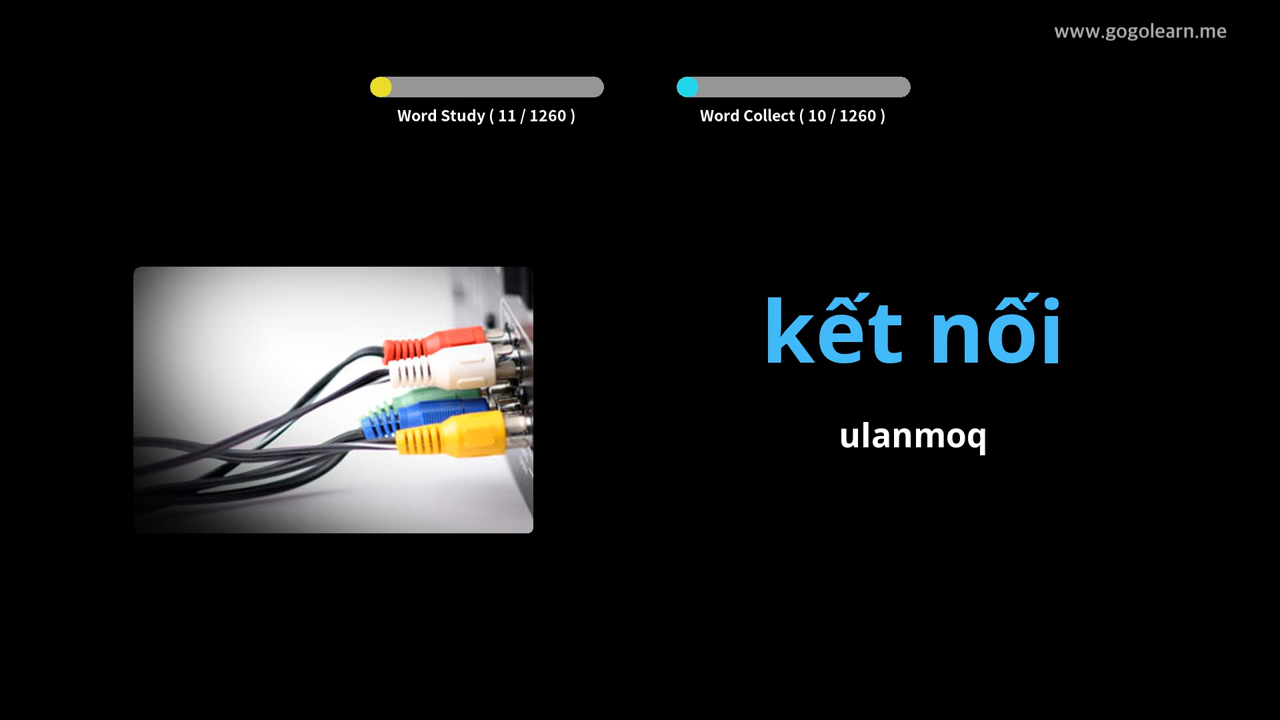 www.gogolearn.me
Word Study ( 11 / 1260 )
Word Collect ( 10 / 1260 )
kết nối
ulanmoq